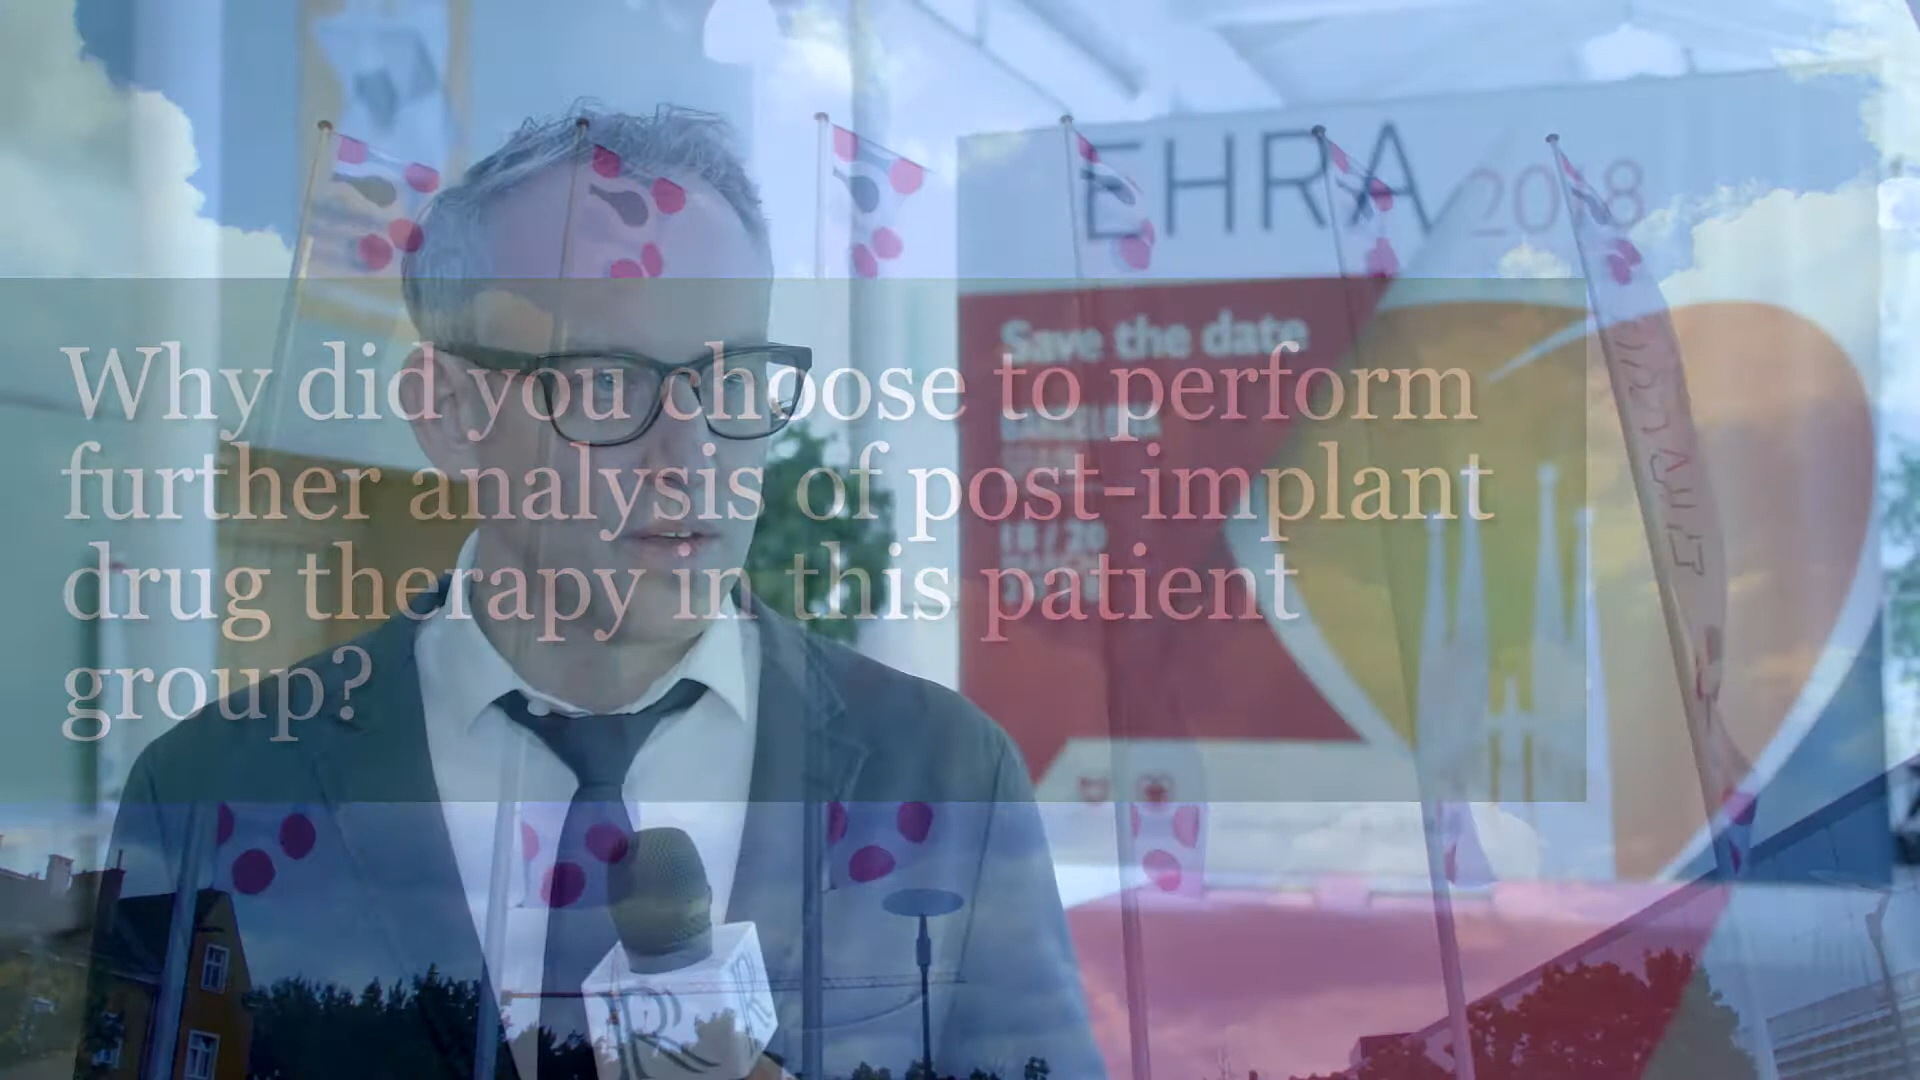 EHRA 2018
Save the date
Why did you choose to perform
further analysis of post-implant
drug therapy in this patient
group?